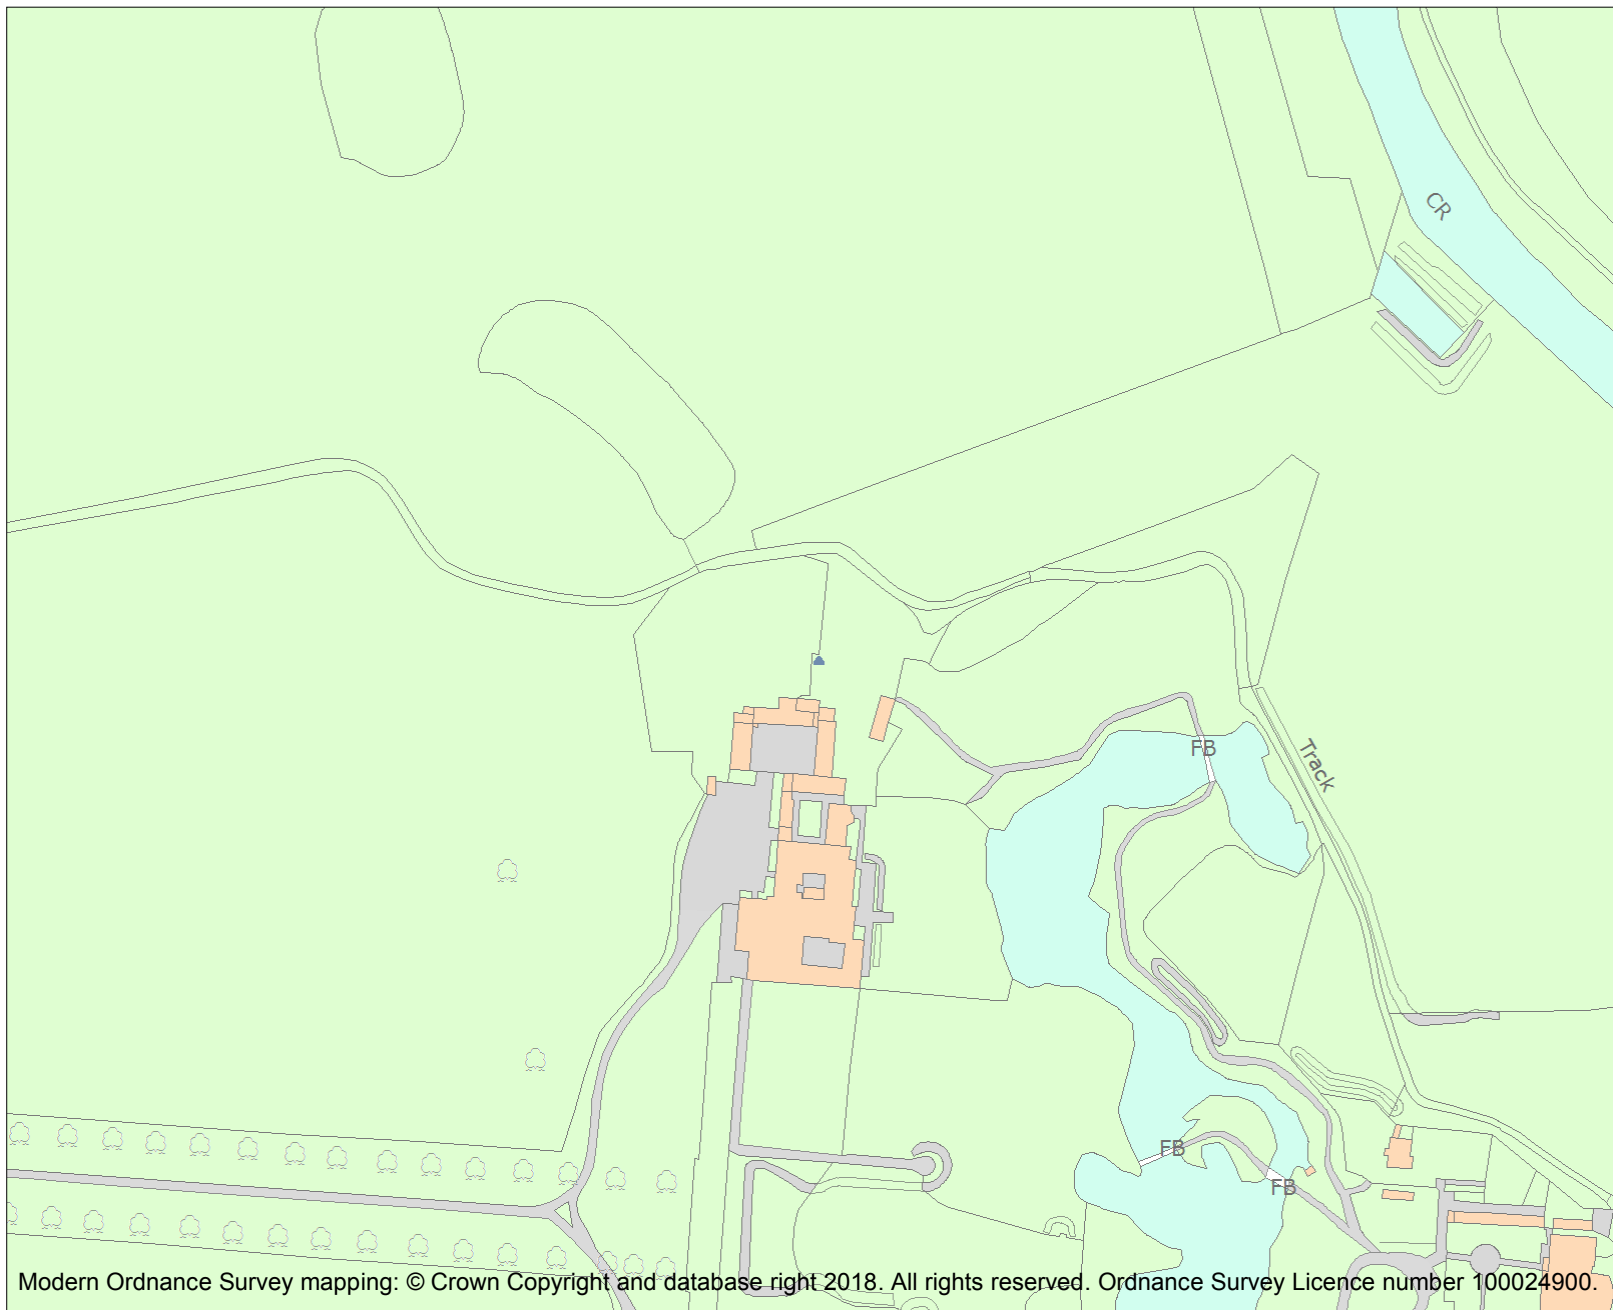 CR
FB
Track
FB
FB
Modern Ordnance Survey mapping: © Crown Copyright and database right 2018. All rights reserved. Ordnance Survey Licence number 100024900.